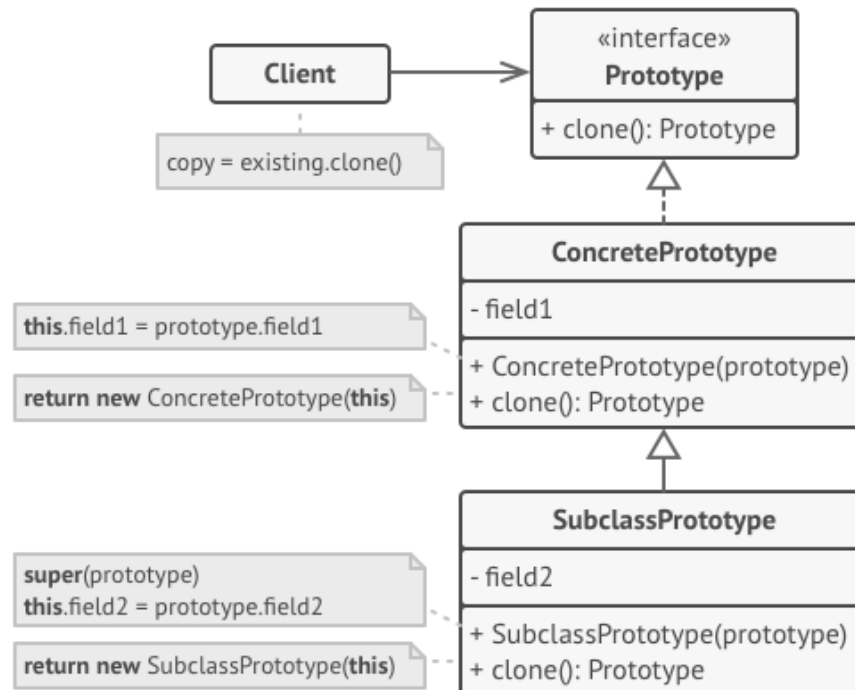 Client
«interface»
Prototype
+ clone(): Prototype
copy = existing.clone()
ConcretePrototype
- field1
this.field1 = prototype.field1
+ ConcretePrototype(prototype)
return new ConcretePrototype(this)
+ clone(): Prototype
SubclassPrototype
- field2
super(prototype)
this.field2 = prototype.field2
+ SubclassPrototype(prototype)
return new SubclassPrototype(this)
+ clone(): Prototype